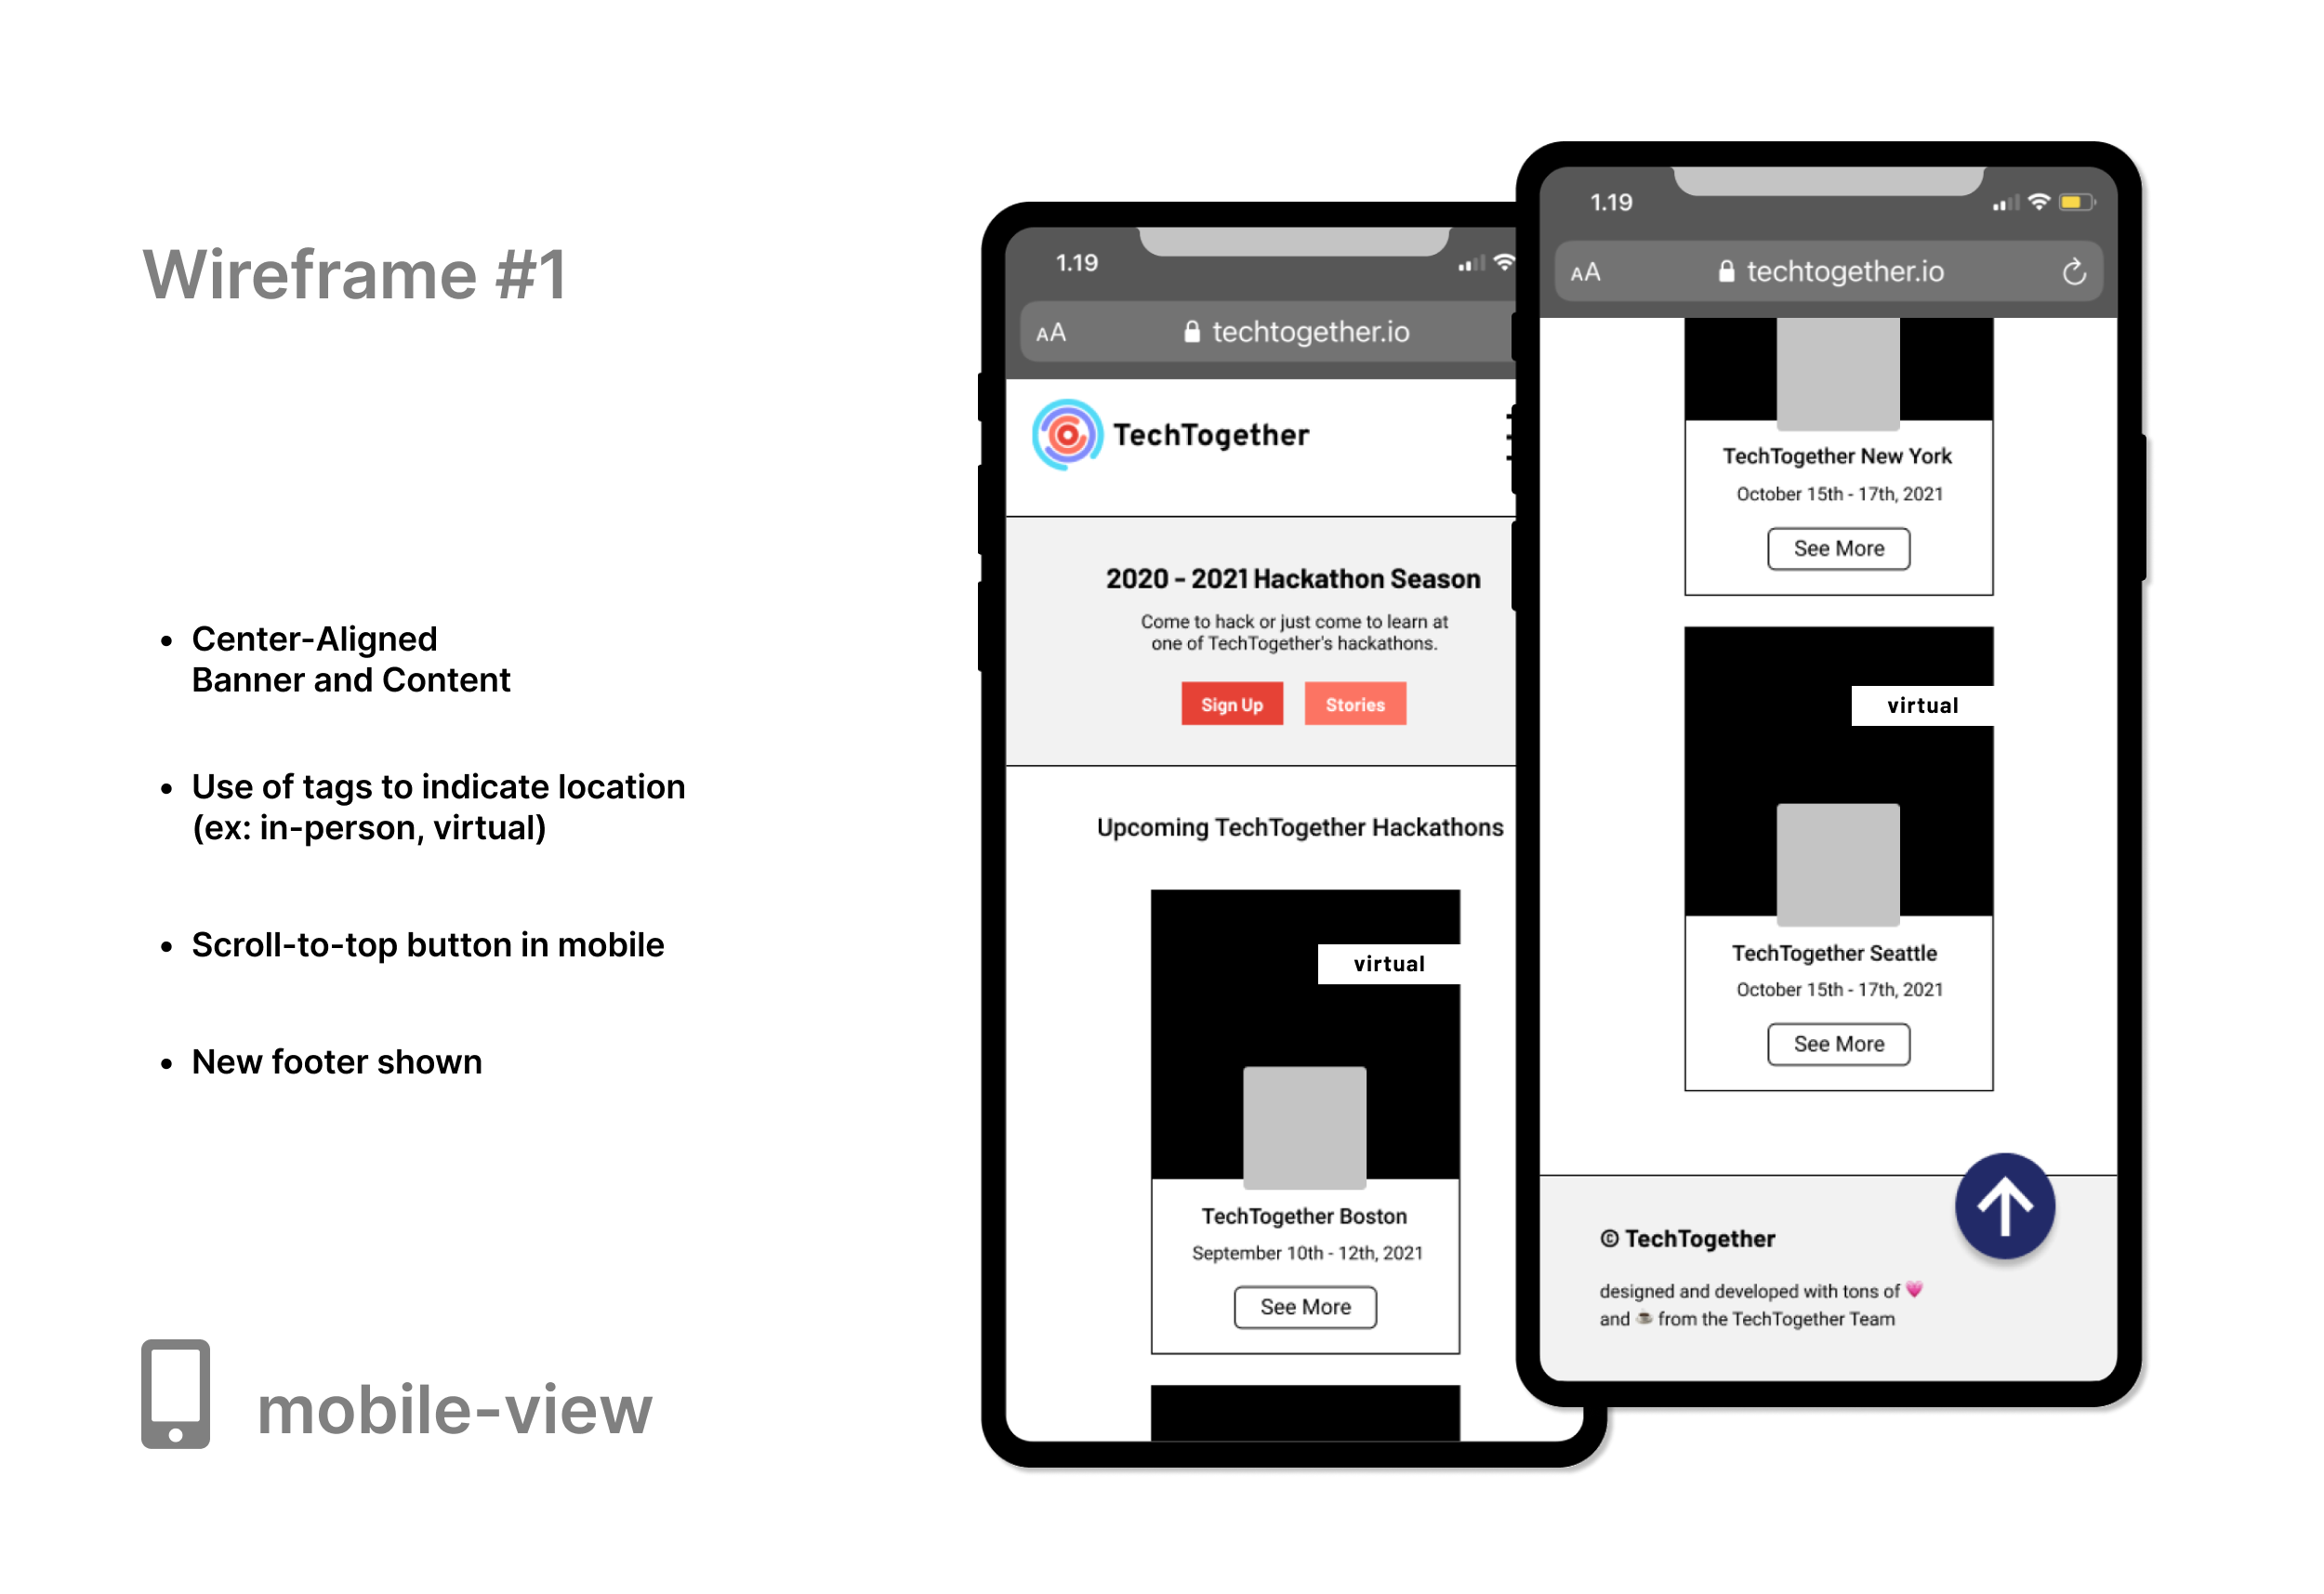 Wireframe #1
• Center-Aligned
Banner and Content
• Use of tags to indicate location
(ex: in-person, virtual)
• Scroll-to-top button in mobile
• New footer shown
mobile-view
1.19
AA techtogether.io
TechTogether
2020 - 2021 Hackathon Season
Come to hack or just come to learn at
one of TechTogether's hackathons.
Sign Up Stories
Upcoming TechTogether Hackathons
virtual
TechTogether Boston
September 10th - 12th, 2021
See More
1.19
AA techtogether.io
TechTogether New York
October 15th - 17th, 2021
See More
virtual
TechTogether Seattle
October 15th - 17th, 2021
See More
© TechTogether
designed and developed with tons of 💗
and ☕ from the TechTogether Team